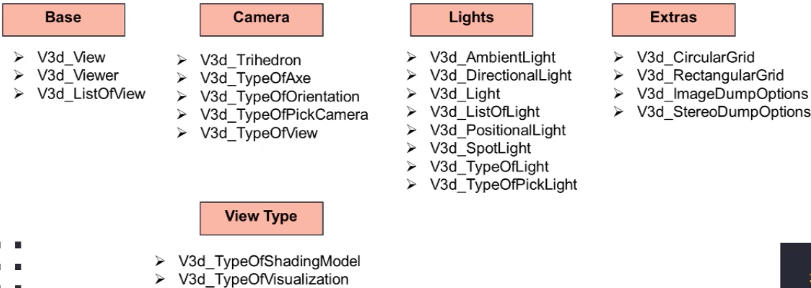 Base
V3d_View
V3d_Viewer
V3d_ListOfView
Camera
V3d_Trihedron
V3d_TypeOfAxe
V3d_TypeOfOrientation
V3d_TypeOfPickCamera
V3d_TypeOfView
Lights
V3d_AmbientLight
V3d_DirectionalLight
V3d_Light
V3d_ListOfLight
V3d_PositionalLight
V3d_SpotLight
V3d_TypeOfLight
V3d_TypeOfPickLight
Extras
V3d_CircularGrid
V3d_RectangularGrid
V3d_ImageDumpOptions
V3d_StereoDumpOptions
View Type
V3d_TypeOfShadingModel
V3d_TypeOfVisualization